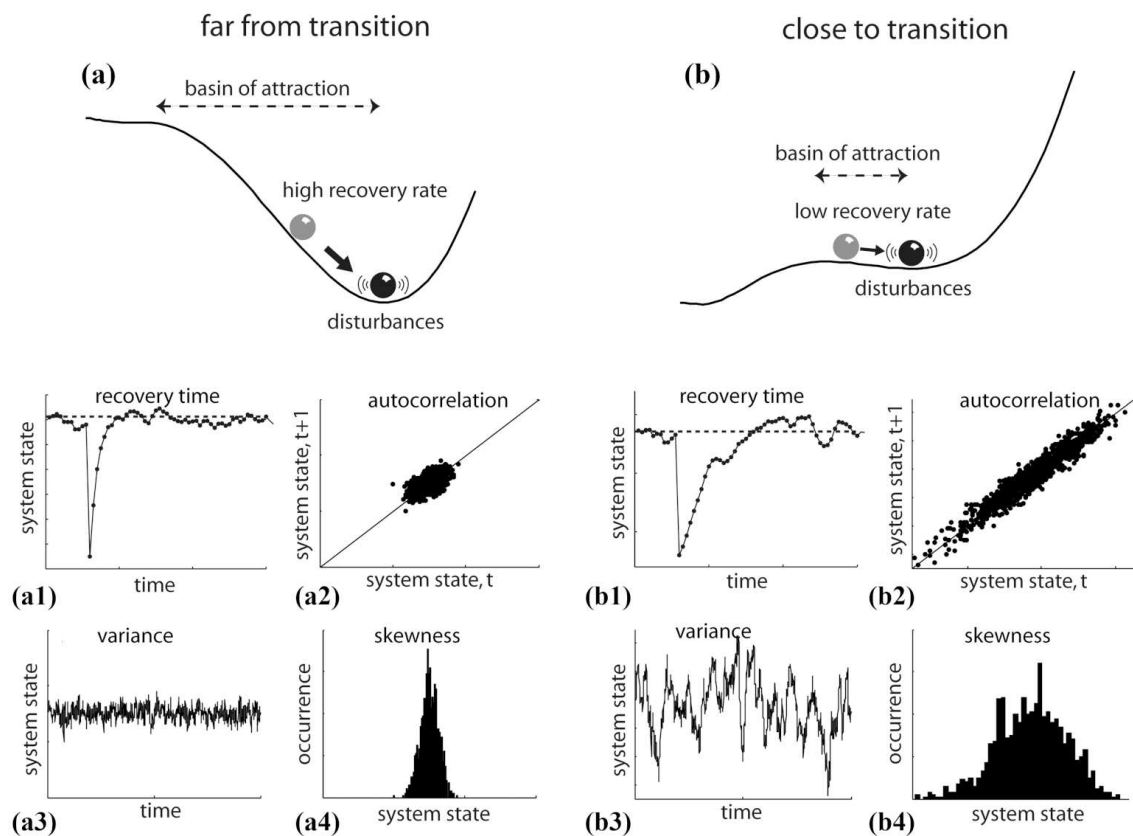 far from transition
close to transition
(a)
basin of attraction
high recovery rate
disturbances
(b)
basin of attraction
low recovery rate
disturbances
recovery time
system state
time
(a1)
autocorrelation
system state, t+1
system state, t
(a2)
recovery time
system state
time
(b1)
autocorrelation
system state, t+1
system state, t
(b2)
variance
system state
time
(a3)
skewness
occurrence
system state
(a4)
variance
system state
time
(b3)
skewness
occurrence
system state
(b4)